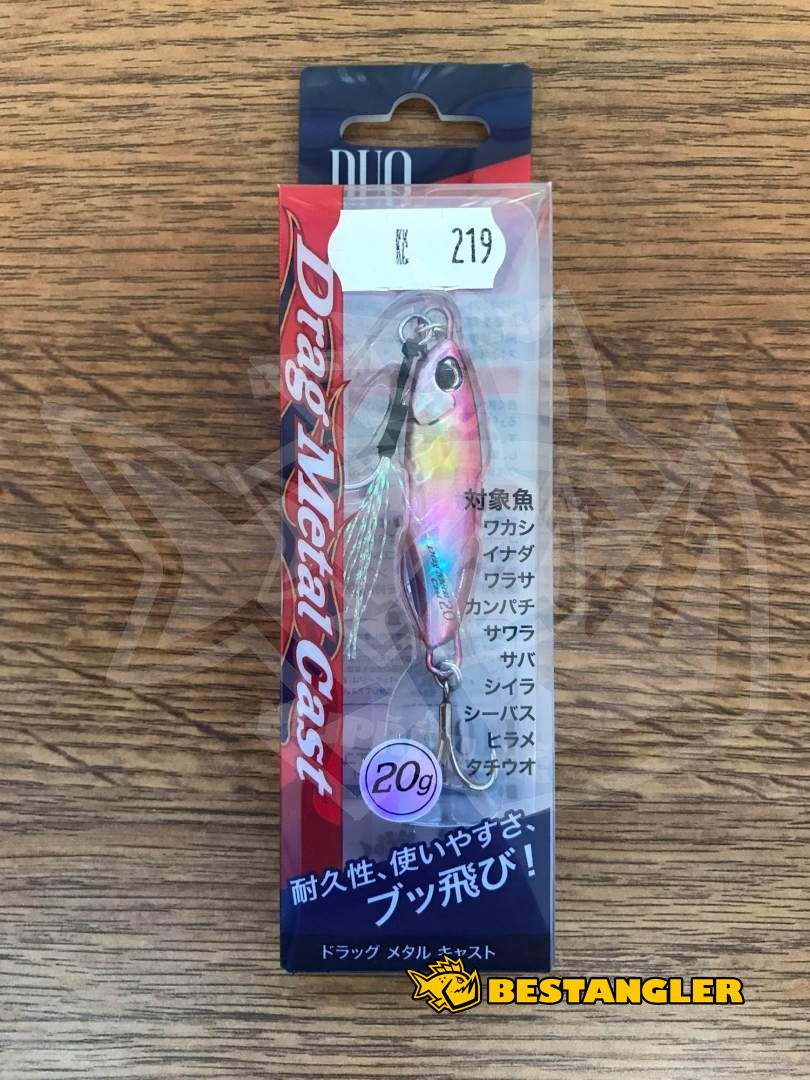 DUO
Kč 219
Drag Metal Cast
対象魚
ワカシ
イナダ
ワラサ
カンパチ
サワラ
サバ
シイラ
シーバス
ヒラメ
タチウオ
20g
耐久性、使いやすさ、
ブッ飛び!
ドラッグ メタル キャスト
BESTANGLER